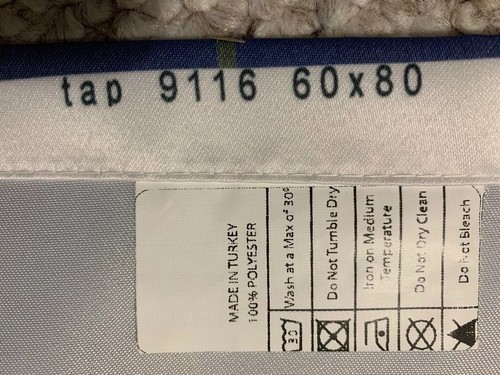 tap 9116 60x80
MADE IN TURKEY
100% POLYESTER
Wash at a Max of 30°
Do Not Tumble Dry
Iron on Medium
Temperature
Do Not Dry Clean
Do Not Bleach
30